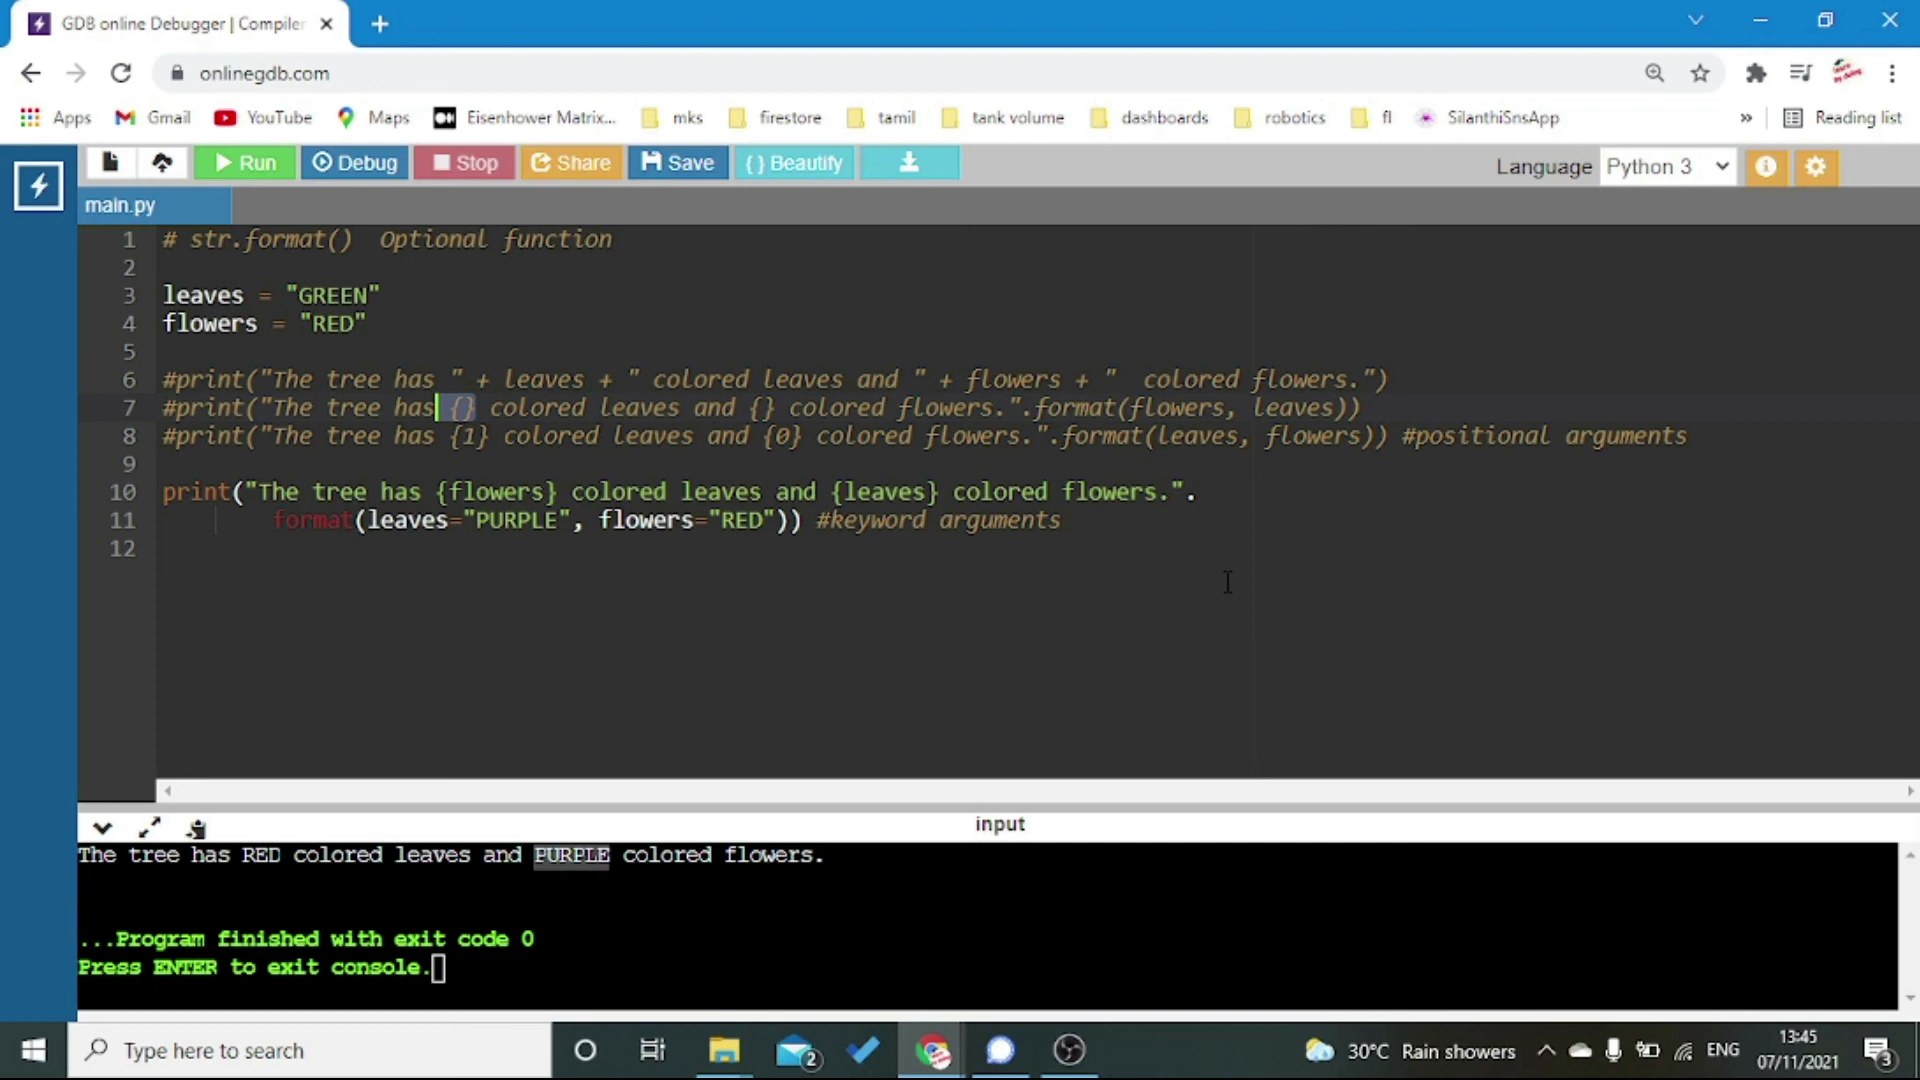 GDB online Debugger | Compiler
onlinegdb.com
Apps Gmail YouTube Maps Eisenhower Matrix... mks firestore tamil tank volume dashboards robotics fl SilanthiSnsApp » Reading list
Run Debug Stop Share Save { } Beautify Language Python 3
main.py
1 # str.format()  Optional function
2
3 leaves = "GREEN"
4 flowers = "RED"
5
6 #print("The tree has " + leaves + " colored leaves and " + flowers + "  colored flowers.")
7 #print("The tree has {} colored leaves and {} colored flowers.".format(flowers, leaves))
8 #print("The tree has {1} colored leaves and {0} colored flowers.".format(leaves, flowers)) #positional arguments
9
10 print("The tree has {flowers} colored leaves and {leaves} colored flowers.".
11         format(leaves="PURPLE", flowers="RED")) #keyword arguments
12
input
The tree has RED colored leaves and PURPLE colored flowers.
...Program finished with exit code 0
Press ENTER to exit console.
Type here to search 2 30°C Rain showers ENG 13:45 3
07/11/2021